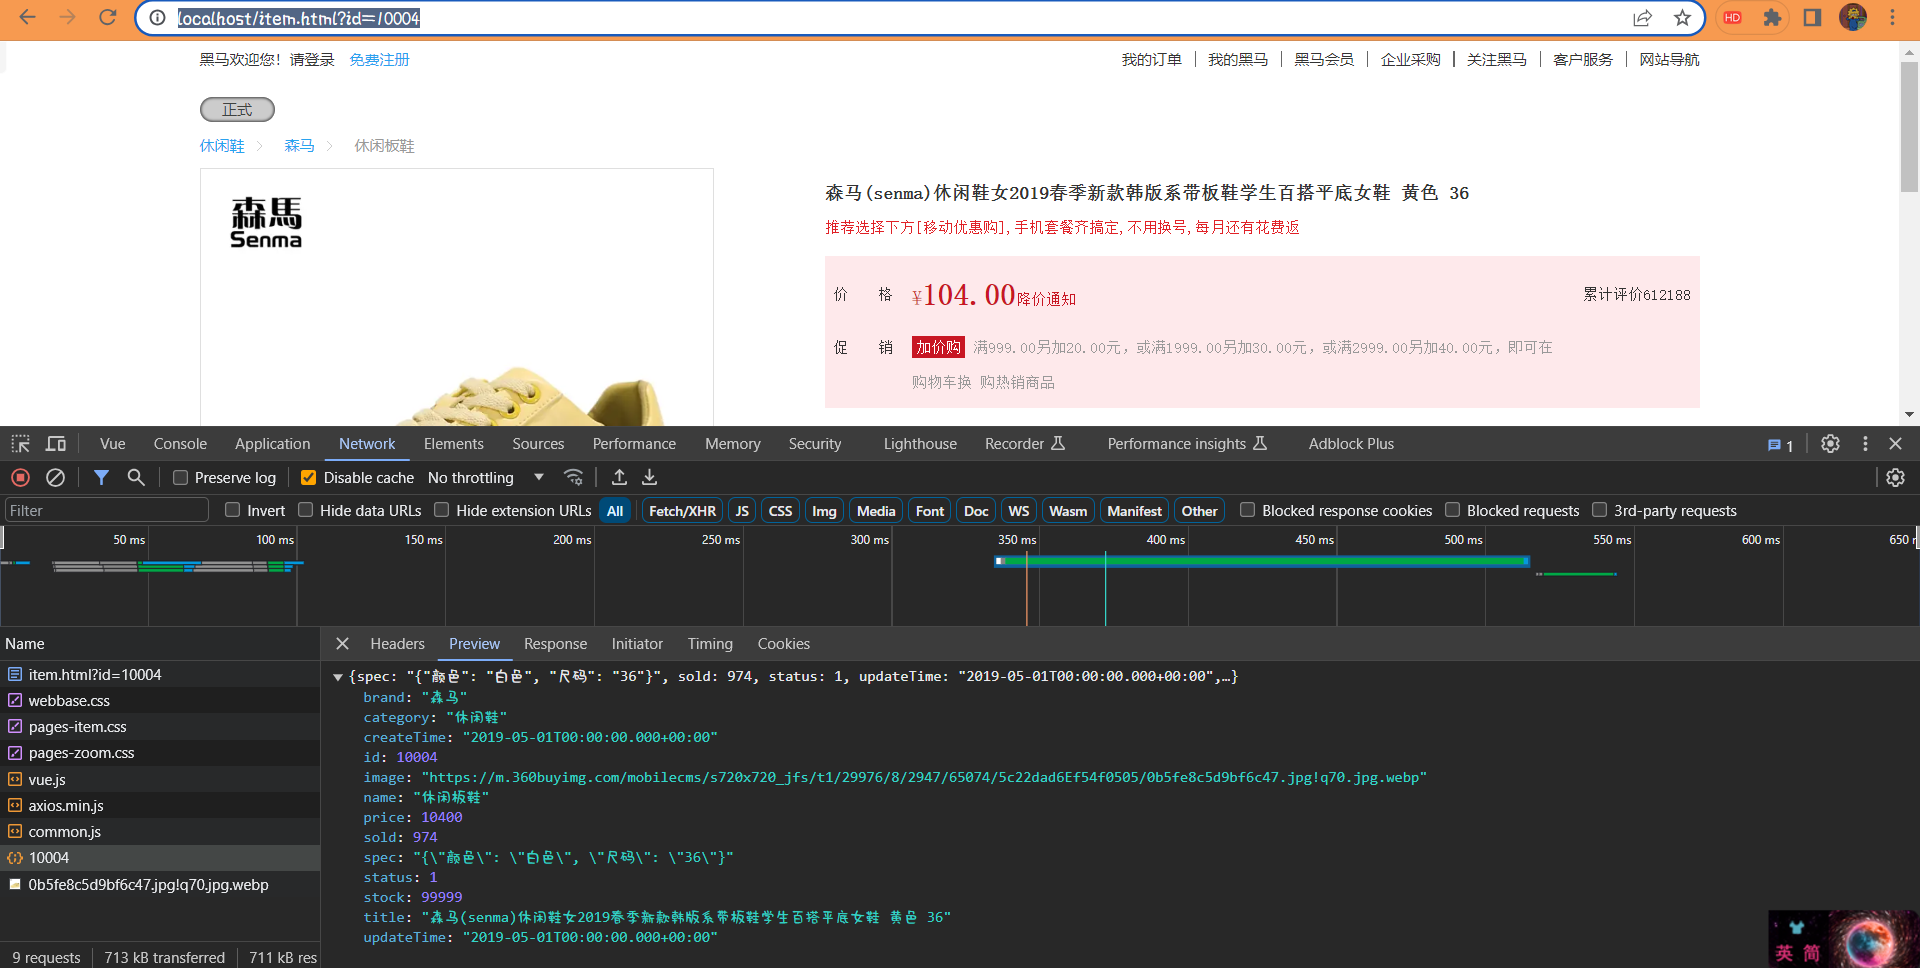 localhost/item.html?id=10004
HD
黑马欢迎您！请登录 免费注册
我的订单 我的黑马 黑马会员 企业采购 关注黑马 客户服务 网站导航
正式
休闲鞋 森马 休闲板鞋
森馬
Senma
森马(senma)休闲鞋女2019春季新款韩版系带板鞋学生百搭平底女鞋 黄色 36
推荐选择下方[移动优惠购],手机套餐齐搞定,不用换号,每月还有花费返
价 格 ¥104.00降价通知 累计评价612188
促 销 加价购 满999.00另加20.00元，或满1999.00另加30.00元，或满2999.00另加40.00元，即可在
购物车换 购热销商品
Vue Console Application Network Elements Sources Performance Memory Security Lighthouse Recorder Performance insights Adblock Plus 1
Preserve log Disable cache No throttling
Filter Invert Hide data URLs Hide extension URLs All Fetch/XHR JS CSS Img Media Font Doc WS Wasm Manifest Other Blocked response cookies Blocked requests 3rd-party requests
50 ms 100 ms 150 ms 200 ms 250 ms 300 ms 350 ms 400 ms 450 ms 500 ms 550 ms 600 ms 650 r
Name Headers Preview Response Initiator Timing Cookies
item.html?id=10004
webbase.css
pages-item.css
pages-zoom.css
vue.js
axios.min.js
common.js
10004
0b5fe8c5d9bf6c47.jpg!q70.jpg.webp
9 requests 713 kB transferred 711 kB res
{spec: "{"颜色": "白色", "尺码": "36"}", sold: 974, status: 1, updateTime: "2019-05-01T00:00:00.000+00:00",…}
brand: "森马"
category: "休闲鞋"
createTime: "2019-05-01T00:00:00.000+00:00"
id: 10004
image: "https://m.360buyimg.com/mobilecms/s720x720_jfs/t1/29976/8/2947/65074/5c22dad6Ef54f0505/0b5fe8c5d9bf6c47.jpg!q70.jpg.webp"
name: "休闲板鞋"
price: 10400
sold: 974
spec: "{\"颜色\": \"白色\", \"尺码\": \"36\"}"
status: 1
stock: 99999
title: "森马(senma)休闲鞋女2019春季新款韩版系带板鞋学生百搭平底女鞋 黄色 36"
updateTime: "2019-05-01T00:00:00.000+00:00"
英 简